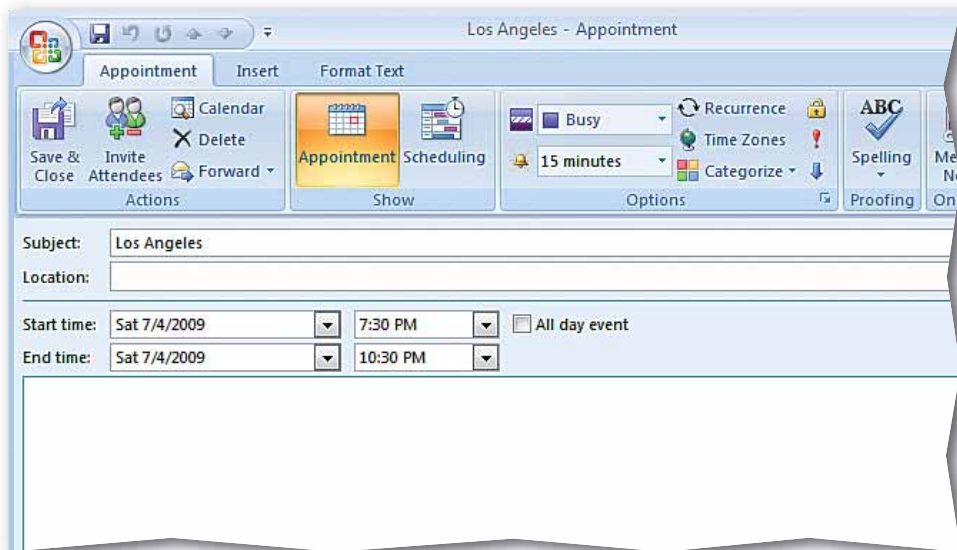 Los Angeles - Appointment
Appointment Insert Format Text
Save & Close
Invite Attendees
Calendar
Delete
Forward
Actions
Appointment Scheduling
Show
Busy
15 minutes
Recurrence
Time Zones
Categorize
Options
ABC
Spelling
Proofing
Subject: Los Angeles
Location:
Start time: Sat 7/4/2009 7:30 PM All day event
End time: Sat 7/4/2009 10:30 PM